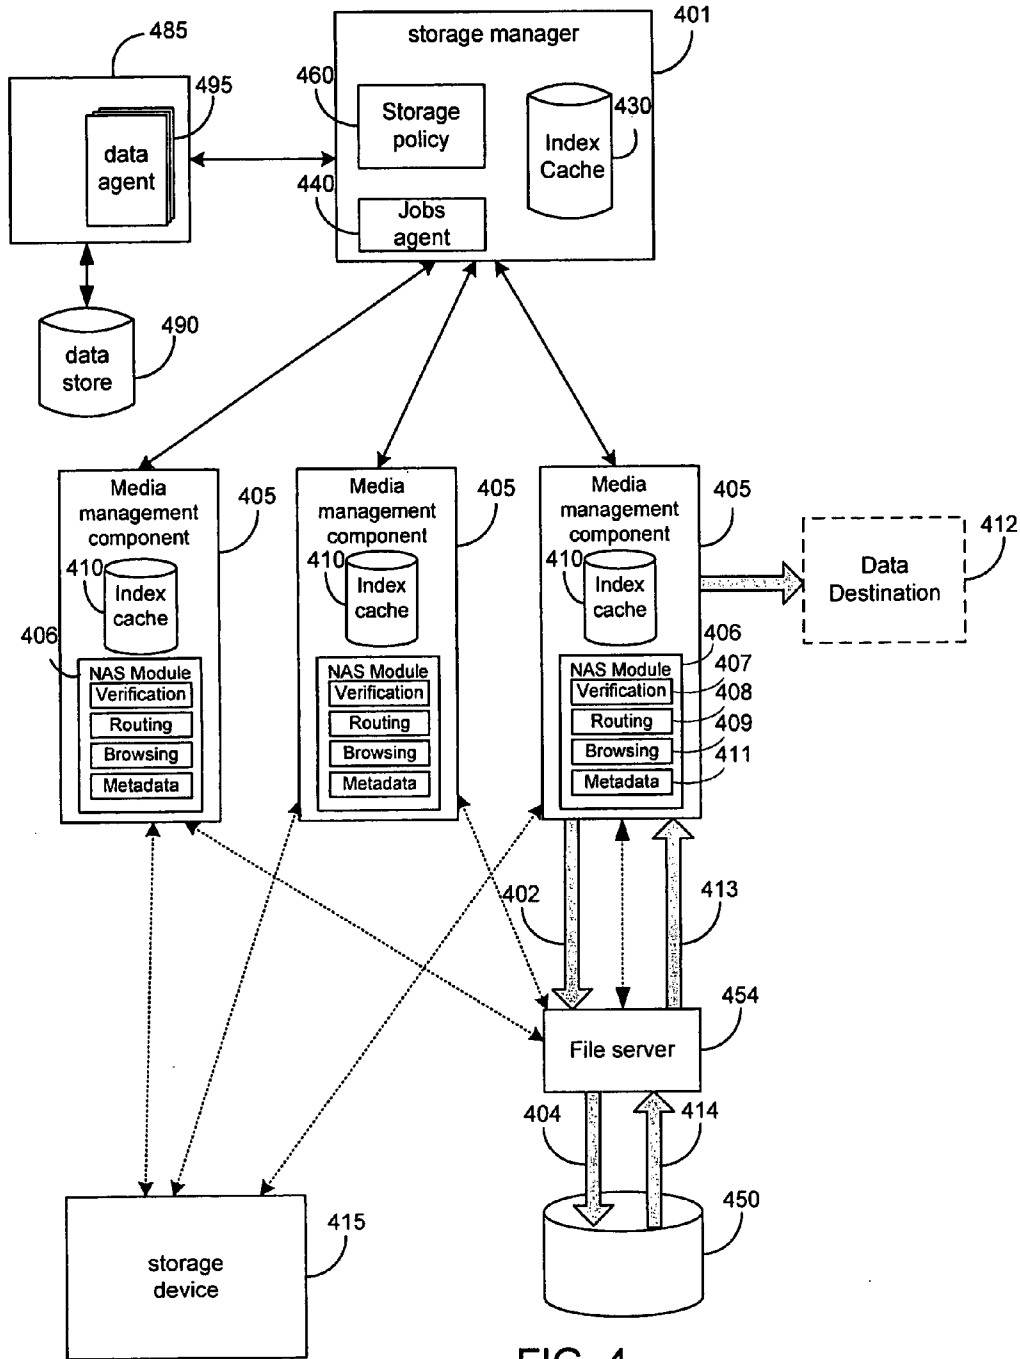 485
495
data
agent
490
data
store
storage manager
401
460
Storage
policy
430
Index
Cache
440
Jobs
agent
Media
management
component
405
410
Index
cache
406
NAS Module
Verification
Routing
Browsing
Metadata
Media
management
component
405
410
Index
cache
NAS Module
Verification
Routing
Browsing
Metadata
Media
management
component
405
410
Index
cache
406
NAS Module
407
Verification
408
Routing
409
Browsing
411
Metadata
412
Data
Destination
402
413
454
File server
404
414
450
415
storage
device
FIG. 4